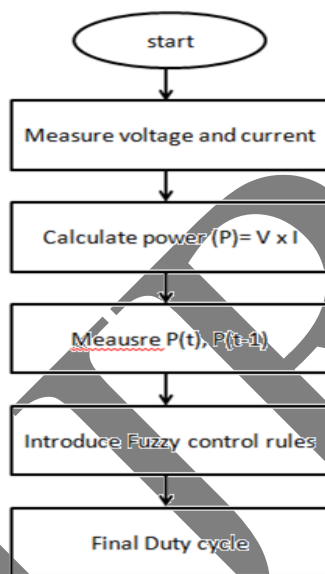 start
Measure voltage and current
Calculate power (P)= V x I
Meausre P(t), P(t-1)
Introduce Fuzzy control rules
Final Duty cycle